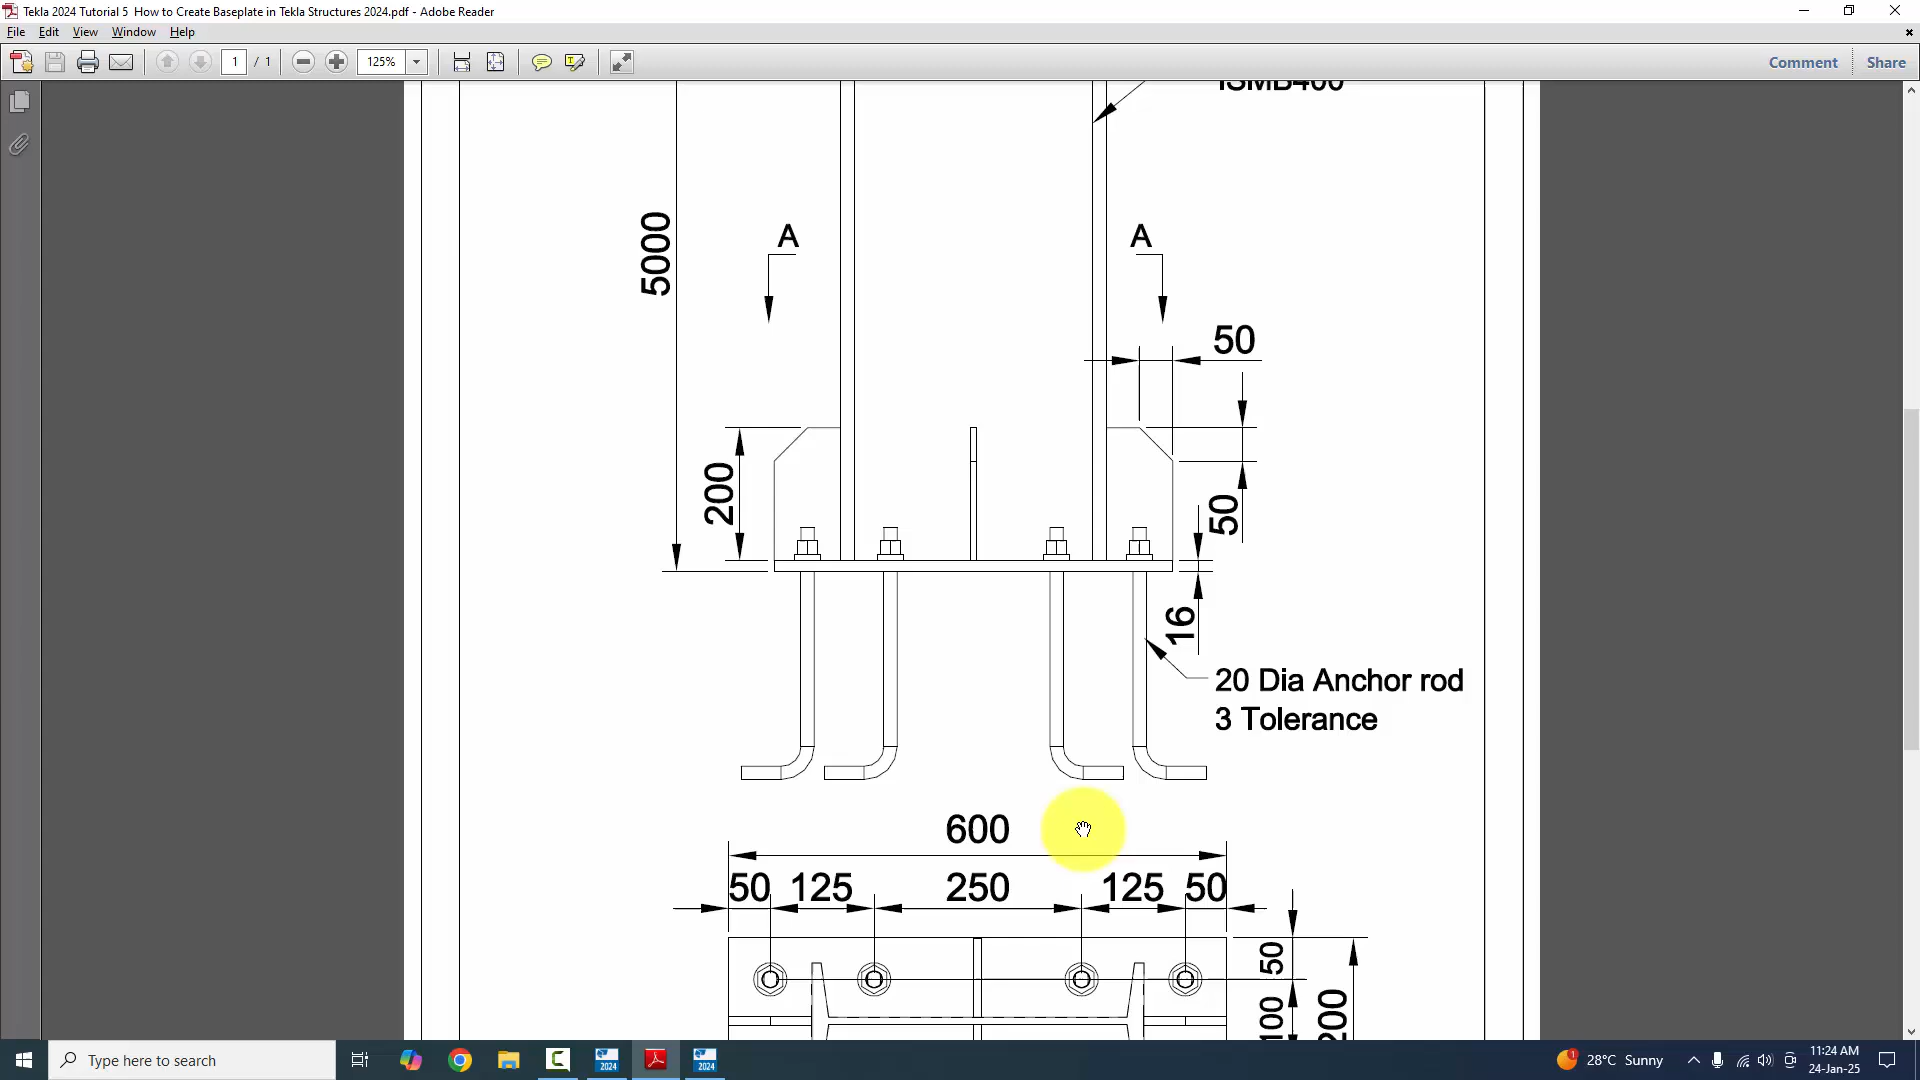 Tekla 2024 Tutorial 5 How to Create Baseplate in Tekla Structures 2024.pdf - Adobe Reader
File Edit View Window Help
1 / 1 125% Comment Share
ISMB400
A A
5000
50
200
50
16
20 Dia Anchor rod
3 Tolerance
600
50 125 250 125 50
50
100
200
Type here to search
2024
2024
1
28°C Sunny
11:24 AM
24-Jan-25